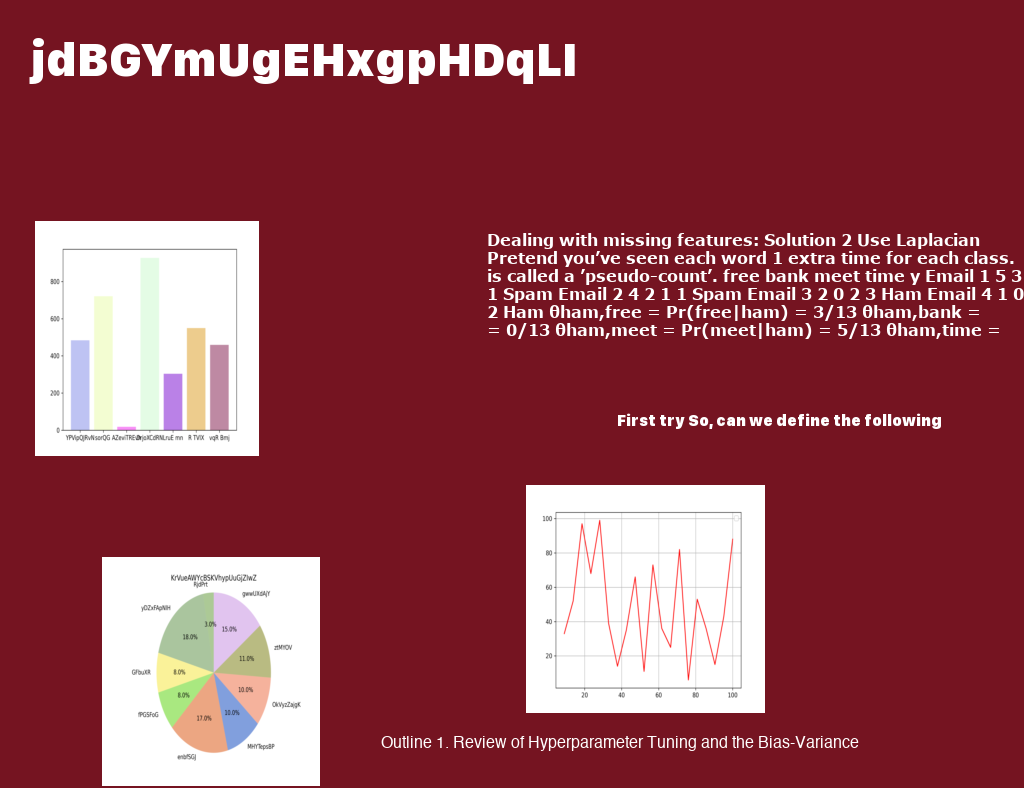 jdBGYmUgEHxgpHDqLI
Dealing with missing features: Solution 2 Use Laplacian
Pretend you’ve seen each word 1 extra time for each class.
is called a ’pseudo-count’. free bank meet time y Email 1 5 3
1 Spam Email 2 4 2 1 1 Spam Email 3 2 0 2 3 Ham Email 4 1 0
2 Ham θham,free = Pr(free|ham) = 3/13 θham,bank =
= 0/13 θham,meet = Pr(meet|ham) = 5/13 θham,time =
800
600
400
200
0
R TVIX vqR Bmj
First try So, can we define the following
100
80
60
40
20
20 40 60 80 100
KrVueAWYcBSKVhypUuGjZIwZ
RjdPrt
gwwUXdAjY
yDZxFApNIH
3.0%
15.0%
18.0%
ztMYOV
11.0%
GFbuXR
8.0%
10.0%
8.0%
OkVyzZajgK
fPGSFoG
10.0%
17.0%
MHYTepsBP
enbfSGj
Outline 1. Review of Hyperparameter Tuning and the Bias-Variance